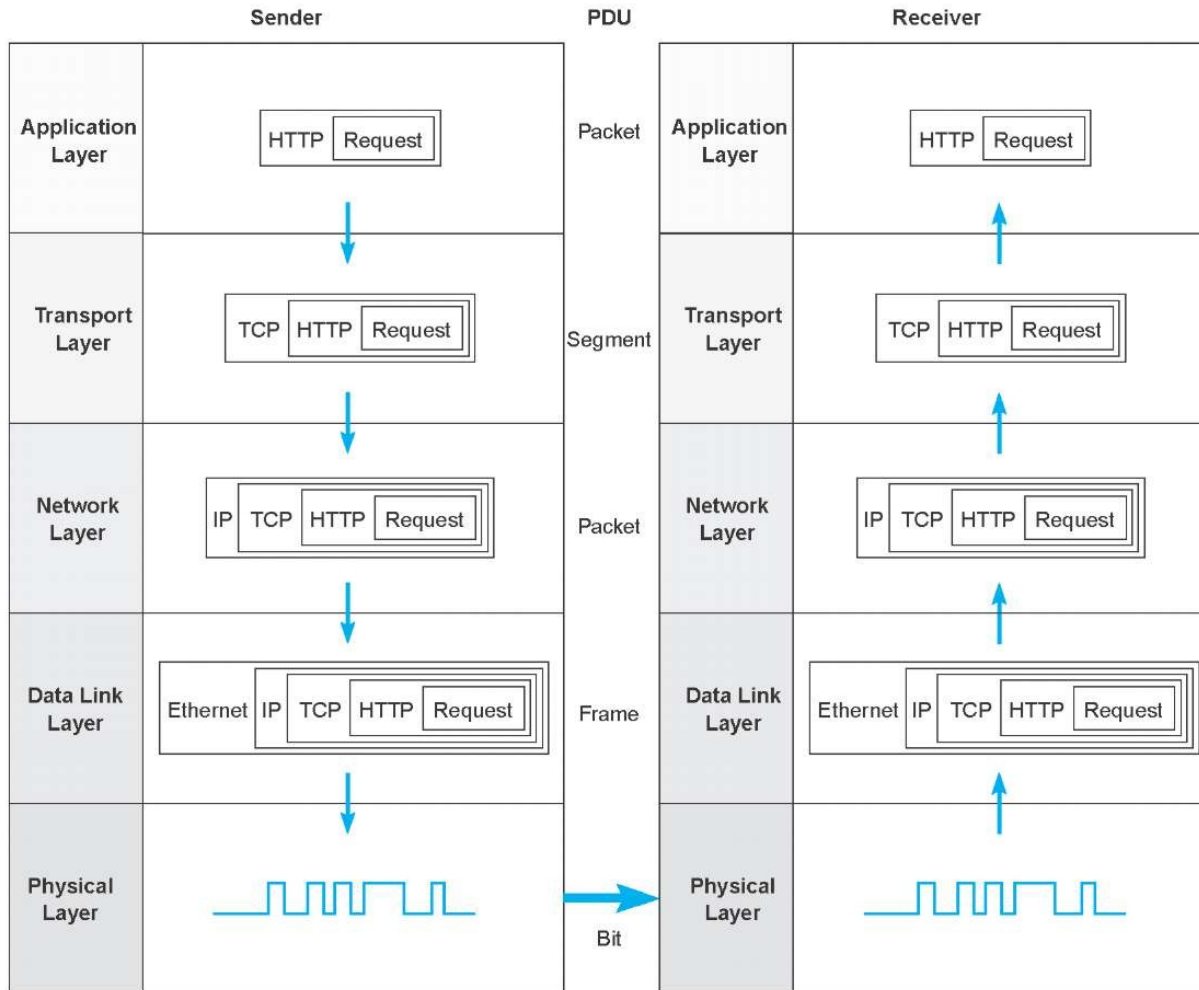 Sender PDU Receiver
Application
Layer
HTTP Request
Packet
Application
Layer
HTTP Request
Transport
Layer
TCP HTTP Request
Segment
Transport
Layer
TCP HTTP Request
Network
Layer
IP TCP HTTP Request
Packet
Network
Layer
IP TCP HTTP Request
Data Link
Layer
Ethernet IP TCP HTTP Request
Frame
Data Link
Layer
Ethernet IP TCP HTTP Request
Physical
Layer
Bit
Physical
Layer